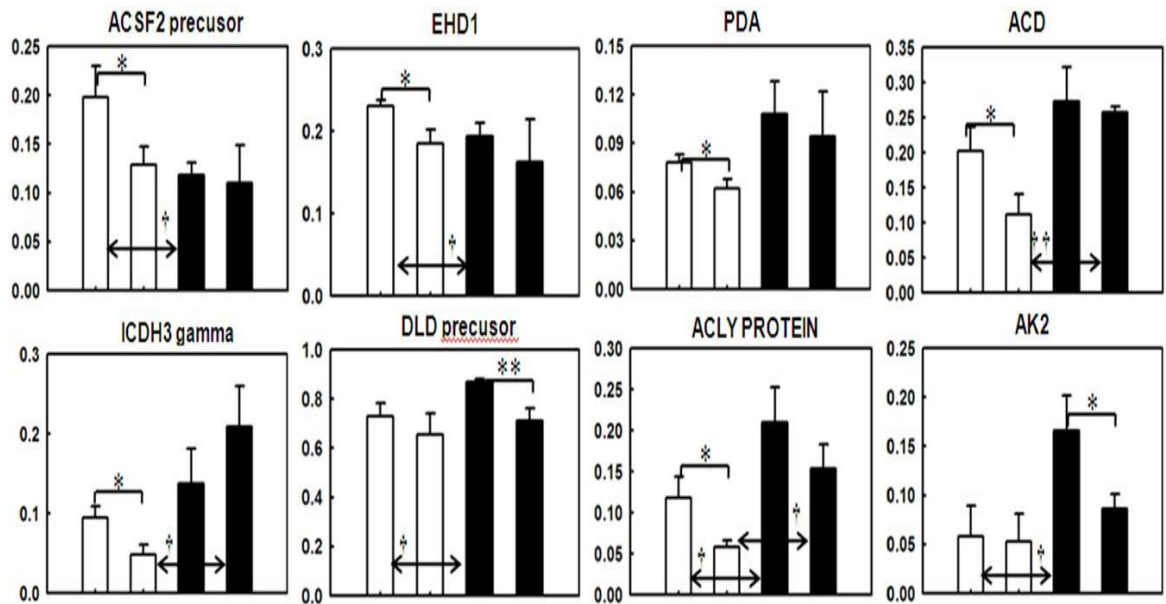 ACSF2 precusor EHD1 PDA ACD
0.25 0.3 0.15 0.35
0.20 0.2 0.12 0.30
0.15 0.1 0.09 0.25
0.10 0.0 0.06 0.20
0.05 0.03 0.15
0.00 0.00 0.10
0.05
0.00
* * * *
† † ††
ICDH3 gamma DLD precusor ACLY PROTEIN AK2
0.3 1.0 0.30 0.25
0.2 0.8 0.25 0.20
0.1 0.6 0.20 0.15
0.0 0.4 0.15 0.10
0.2 0.10 0.05
0.0 0.05 0.00
0.00
* ** * *
† † † † †